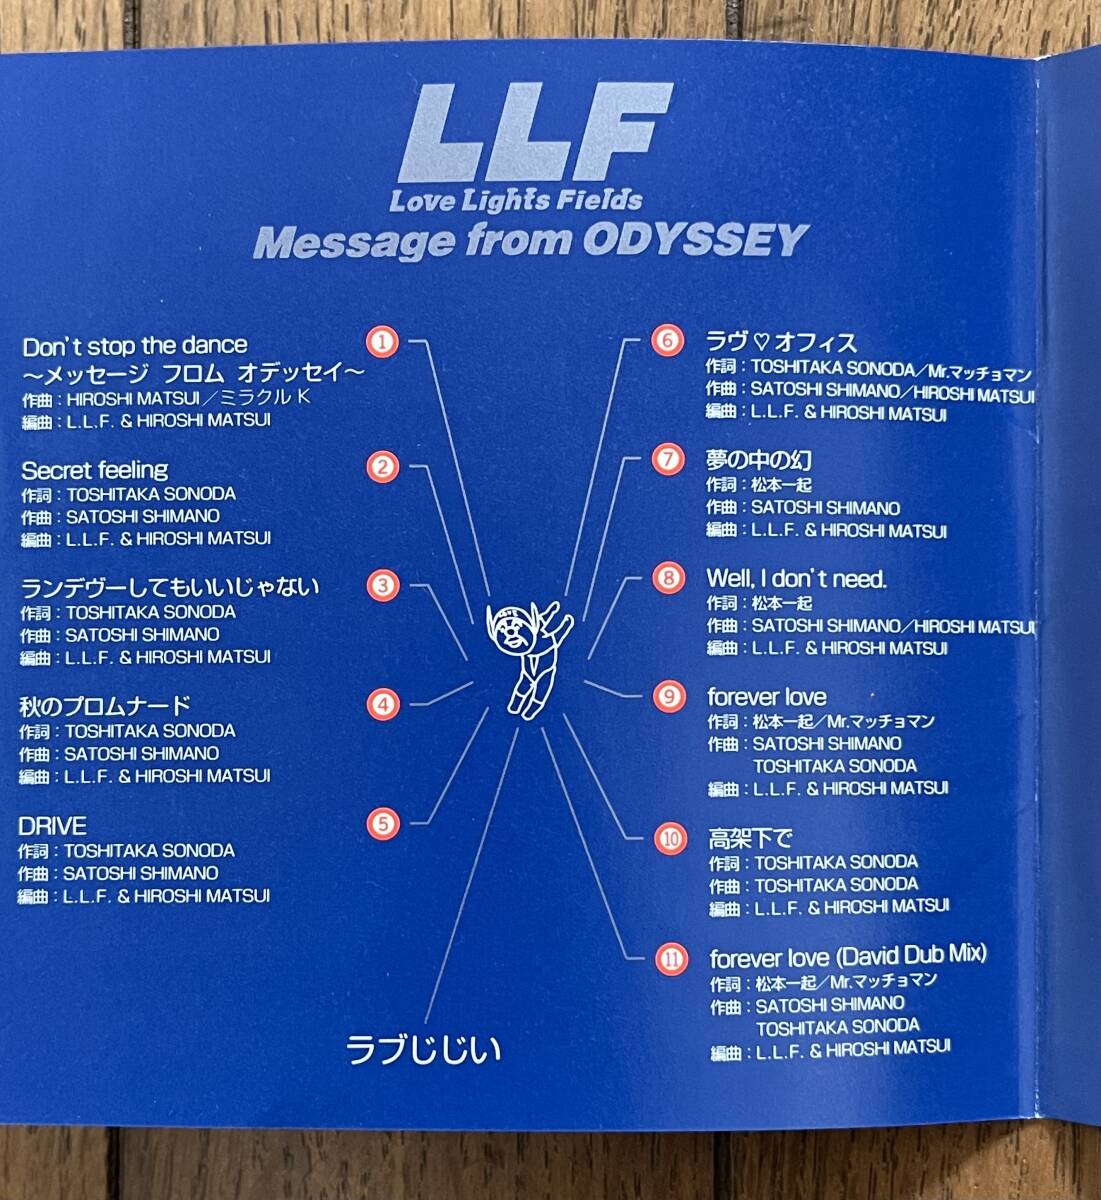 LLF
Love Lights Fields
Message from ODYSSEY
Don't stop the dance
〜メッセージ フロム オデッセイ〜
作曲：HIROSHI MATSUI／ミラクル K
編曲：L.L.F. & HIROSHI MATSUI
①
Secret feeling
作詞：TOSHITAKA SONODA
作曲：SATOSHI SHIMANO
編曲：L.L.F. & HIROSHI MATSUI
②
ランデヴーしてもいいじゃない
作詞：TOSHITAKA SONODA
作曲：SATOSHI SHIMANO
編曲：L.L.F. & HIROSHI MATSUI
③
秋のプロムナード
作詞：TOSHITAKA SONODA
作曲：SATOSHI SHIMANO
編曲：L.L.F. & HIROSHI MATSUI
④
DRIVE
作詞：TOSHITAKA SONODA
作曲：SATOSHI SHIMANO
編曲：L.L.F. & HIROSHI MATSUI
⑤
⑥
ラヴ♡オフィス
作詞：TOSHITAKA SONODA／Mr.マッチョマン
作曲：SATOSHI SHIMANO／HIROSHI MATSUI
編曲：L.L.F. & HIROSHI MATSUI
⑦
夢の中の幻
作詞：松本一起
作曲：SATOSHI SHIMANO
編曲：L.L.F. & HIROSHI MATSUI
⑧
Well, I don't need.
作詞：松本一起
作曲：SATOSHI SHIMANO／HIROSHI MATSUI
編曲：L.L.F. & HIROSHI MATSUI
⑨
forever love
作詞：松本一起／Mr.マッチョマン
作曲：SATOSHI SHIMANO
TOSHITAKA SONODA
編曲：L.L.F. & HIROSHI MATSUI
⑩
高架下で
作詞：TOSHITAKA SONODA
作曲：TOSHITAKA SONODA
編曲：L.L.F. & HIROSHI MATSUI
⑪
forever love (David Dub Mix)
作詞：松本一起／Mr.マッチョマン
作曲：SATOSHI SHIMANO
TOSHITAKA SONODA
編曲：L.L.F. & HIROSHI MATSUI
ラブじじい